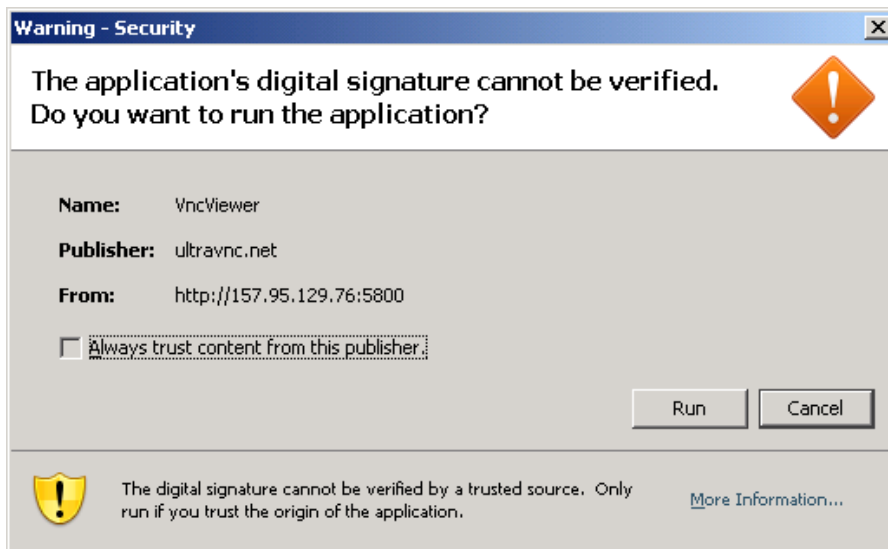 Warning - Security
The application's digital signature cannot be verified.
Do you want to run the application?
Name: VncViewer
Publisher: ultravnc.net
From: http://157.95.129.76:5800
Always trust content from this publisher.
Run Cancel
The digital signature cannot be verified by a trusted source. Only
run if you trust the origin of the application.
More Information...